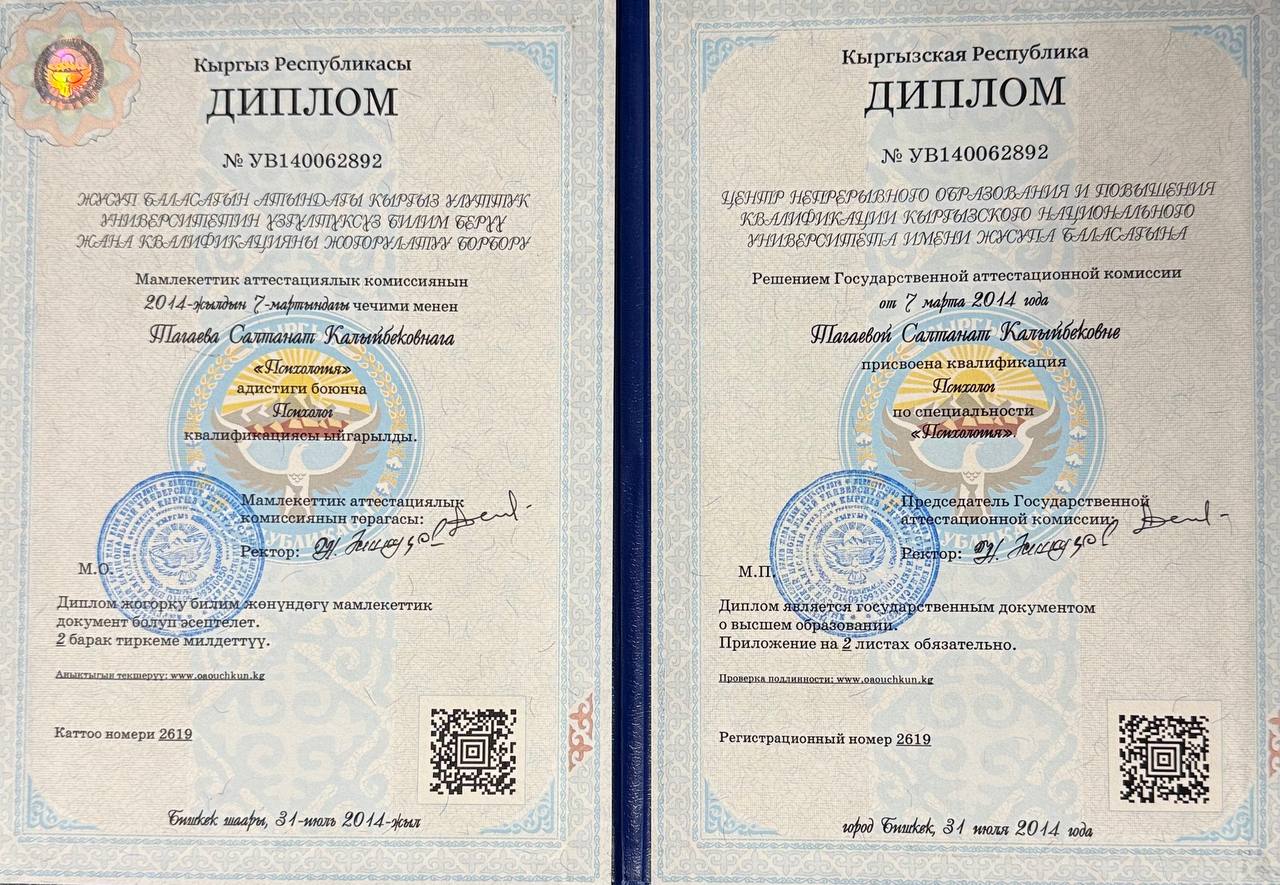 Кыргыз Республикасы
ДИПЛОМ
№ УВ140062892
ЖУСУП БАЛАСАГЫН АТЫНДАГЫ КЫРГЫЗ УЛУТТУК
УНИВЕРСИТЕТИН ҮЗГҮЛТҮКСҮЗ БИЛИМ БЕРҮҮ
ЖАНА КВАЛИФИКАЦИЯНЫ ЖОГОРУЛАТУУ БОРБОРУ
Мамлекеттик аттестациялык комиссиянын
2014-жылдын 7-мартындагы чечими менен
Тагаева Салтанат Калыйбековнага
«Психология»
адистиги боюнча
Психолог
квалификациясы ыйгарылды.
Мамлекеттик аттестациялык
комиссиянын төрагасы:
Ректор:
М.О.
Диплом жогорку билим жөнүндөгү мамлекеттик
документ болуп эсептелет.
2 барак тиркеме милдеттүү.
Аныктыгын текшерүү: www.oaouchkun.kg
Каттоо номери 2619
Бишкек шаары, 31-июль 2014-жыл
Кыргызская Республика
ДИПЛОМ
№ УВ140062892
ЦЕНТР НЕПРЕРЫВНОГО ОБРАЗОВАНИЯ И ПОВЫШЕНИЯ
КВАЛИФИКАЦИИ КЫРГЫЗСКОГО НАЦИОНАЛЬНОГО
УНИВЕРСИТЕТА ИМЕНИ ЖУСУПА БАЛАСАГЫНА
Решением Государственной аттестационной комиссии
от 7 марта 2014 года
Тагаевой Салтанат Калыйбековне
присвоена квалификация
Психолог
по специальности
«Психология».
Председатель Государственной
аттестационной комиссии:
Ректор:
М.П.
Диплом является государственным документом
о высшем образовании.
Приложение на 2 листах обязательно.
Проверка подлинности: www.oaouchkun.kg
Регистрационный номер 2619
город Бишкек, 31 июля 2014 года